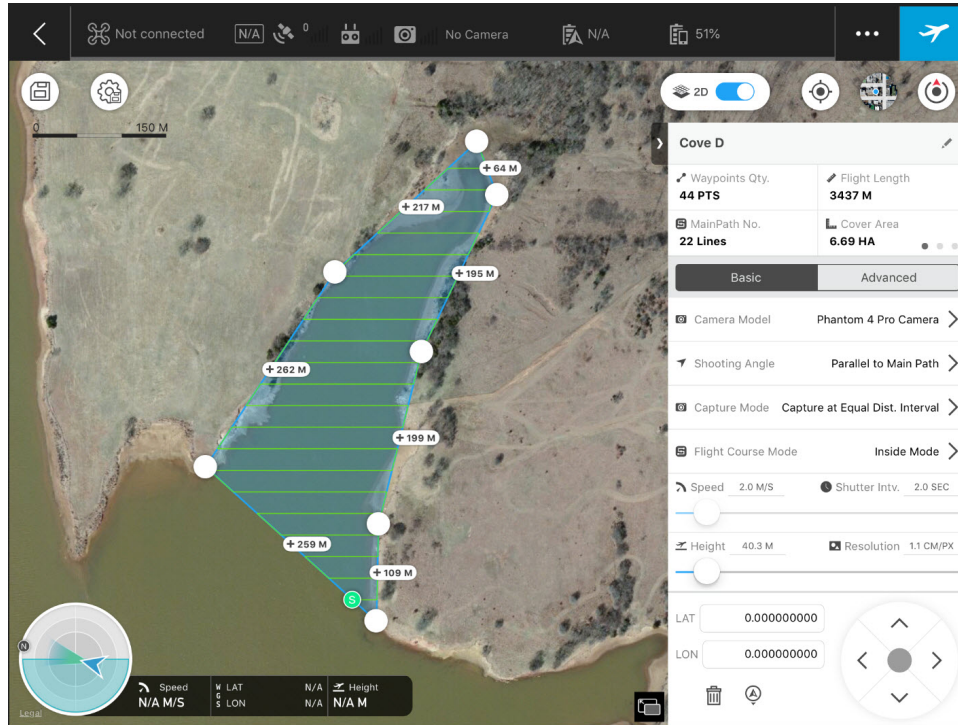 Not connected N/A 0 No Camera N/A 51%
2D
0 150 M
Cove D
Waypoints Qty. Flight Length
44 PTS 3437 M
MainPath No. Cover Area
22 Lines 6.69 HA
Basic Advanced
Camera Model Phantom 4 Pro Camera
Shooting Angle Parallel to Main Path
Capture Mode Capture at Equal Dist. Interval
Flight Course Mode Inside Mode
Speed 2.0 M/S Shutter Intv. 2.0 SEC
Height 40.3 M Resolution 1.1 CM/PX
LAT 0.000000000
LON 0.000000000
+ 64 M
+ 217 M
+ 195 M
+ 262 M
+ 199 M
+ 259 M
+ 109 M
S
N
Speed WGS LAT N/A Height
N/A M/S LON N/A N/A M
Legal